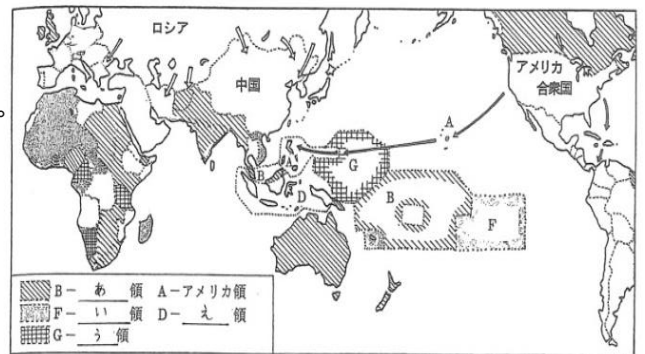 ロシア
中国
アメリカ
合衆国
A
A
G
B
B
D
F
B－ あ 領 A－アメリカ領
F－ い 領 D－ え 領
G－ う 領